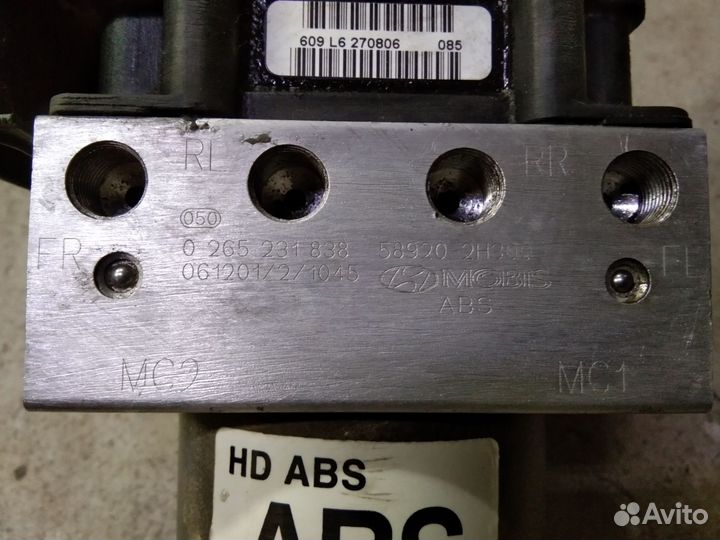 609 L6 270806 085
RL RR
050
FR 0 265 231 838 58920 FL
061201/2/1045 MOBIS
ABS
MC2 MC1
HD ABS
ABS
Avito